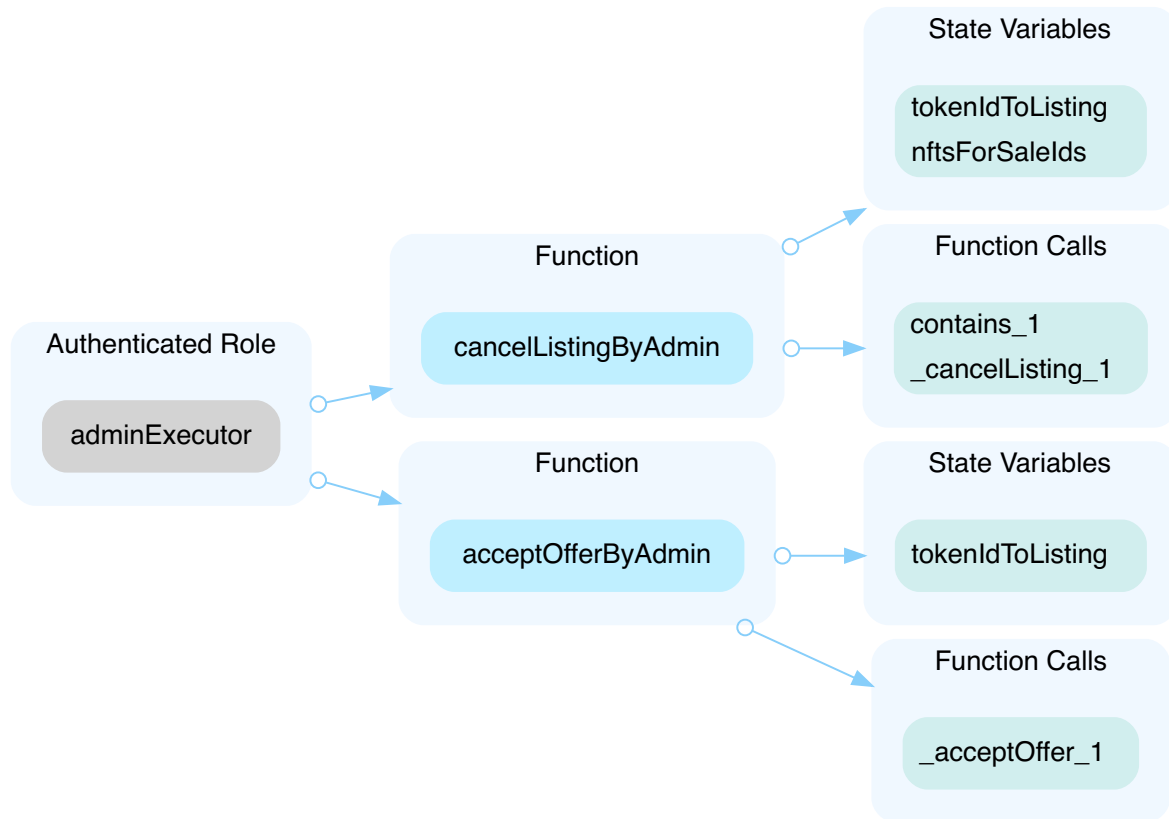 State Variables
tokenIdToListing
nftsForSaleIds
Function Calls
contains_1
_cancelListing_1
Function
cancelListingByAdmin
Authenticated Role
adminExecutor
Function
acceptOfferByAdmin
State Variables
tokenIdToListing
Function Calls
_acceptOffer_1